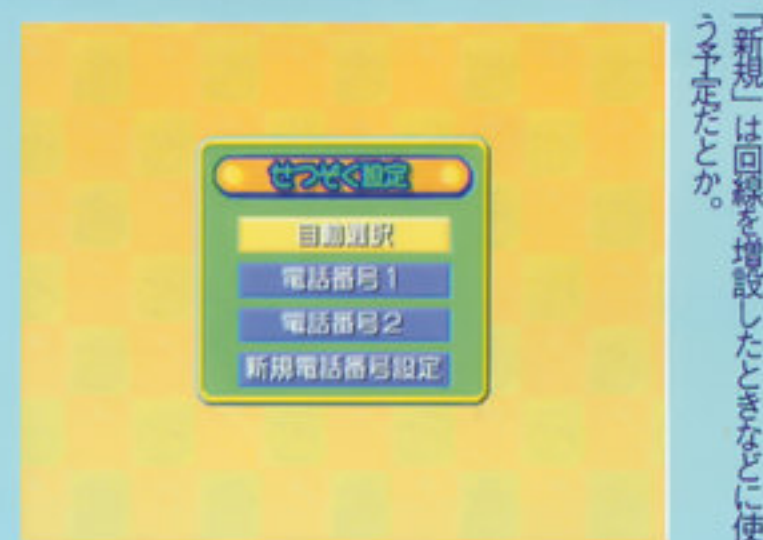 「新規」は回線を増設したときなどに使
う予定だとか。
せつぞく設定
自動選択
電話番号1
電話番号2
新規電話番号設定